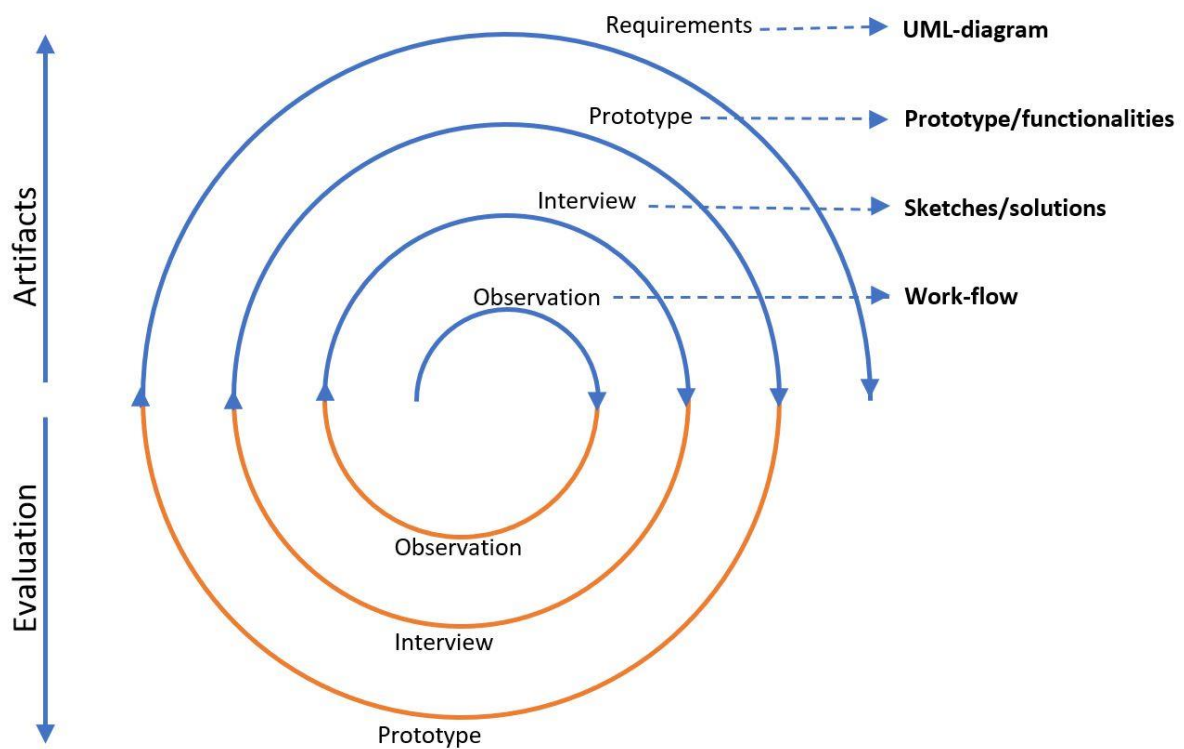 Requirements
UML-diagram
Prototype
Prototype/functionalities
Interview
Sketches/solutions
Observation
Work-flow
Artifacts
Evaluation
Observation
Interview
Prototype